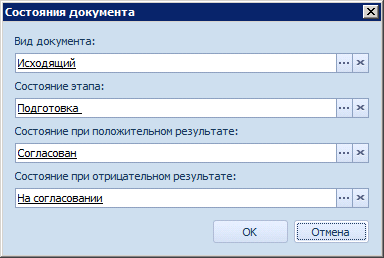 Состояния документа
Вид документа:
Исходящий
Состояние этапа:
Подготовка
Состояние при положительном результате:
Согласован
Состояние при отрицательном результате:
На согласовании
OK
Отмена